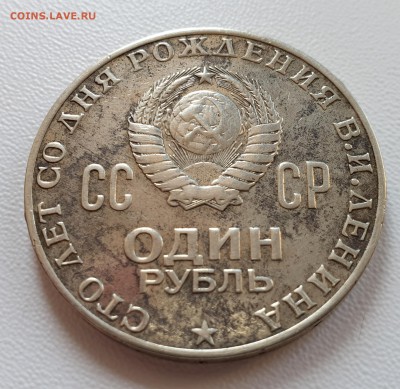 COINS.LAVE.RU
СТО ЛЕТ СО ДНЯ РОЖДЕНИЯ В.И.ЛЕНИНА
СС СР
ОДИН
РУБЛЬ